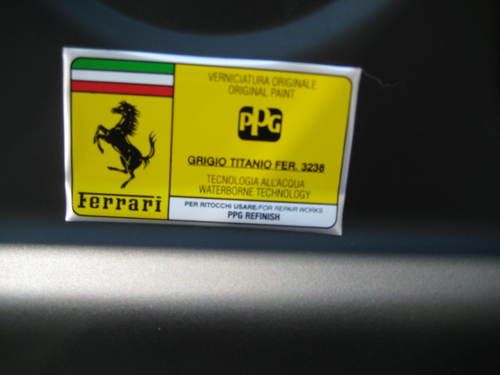 VERNICIATURA ORIGINALE
ORIGINAL PAINT
PPG
GRIGIO TITANIO FER. 3238
TECNOLOGIA ALL'ACQUA
WATERBORNE TECHNOLOGY
Ferrari
PER RITOCCHI USARE/FOR REPAIR WORKS
PPG REFINISH